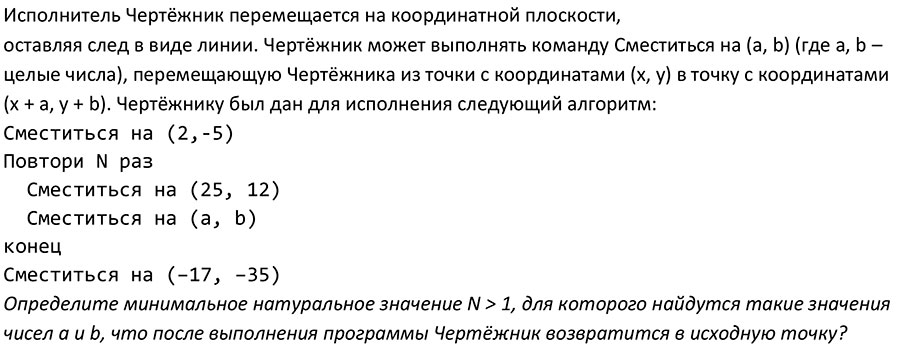 Исполнитель Чертёжник перемещается на координатной плоскости,
оставляя след в виде линии. Чертёжник может выполнять команду Сместиться на (a, b) (где a, b –
целые числа), перемещающую Чертёжника из точки с координатами (x, y) в точку с координатами
(x + a, y + b). Чертёжнику был дан для исполнения следующий алгоритм:
Сместиться на (2,-5)
Повтори N раз
Сместиться на (25, 12)
Сместиться на (a, b)
конец
Сместиться на (–17, –35)
Определите минимальное натуральное значение N > 1, для которого найдутся такие значения
чисел a и b, что после выполнения программы Чертёжник возвратится в исходную точку?